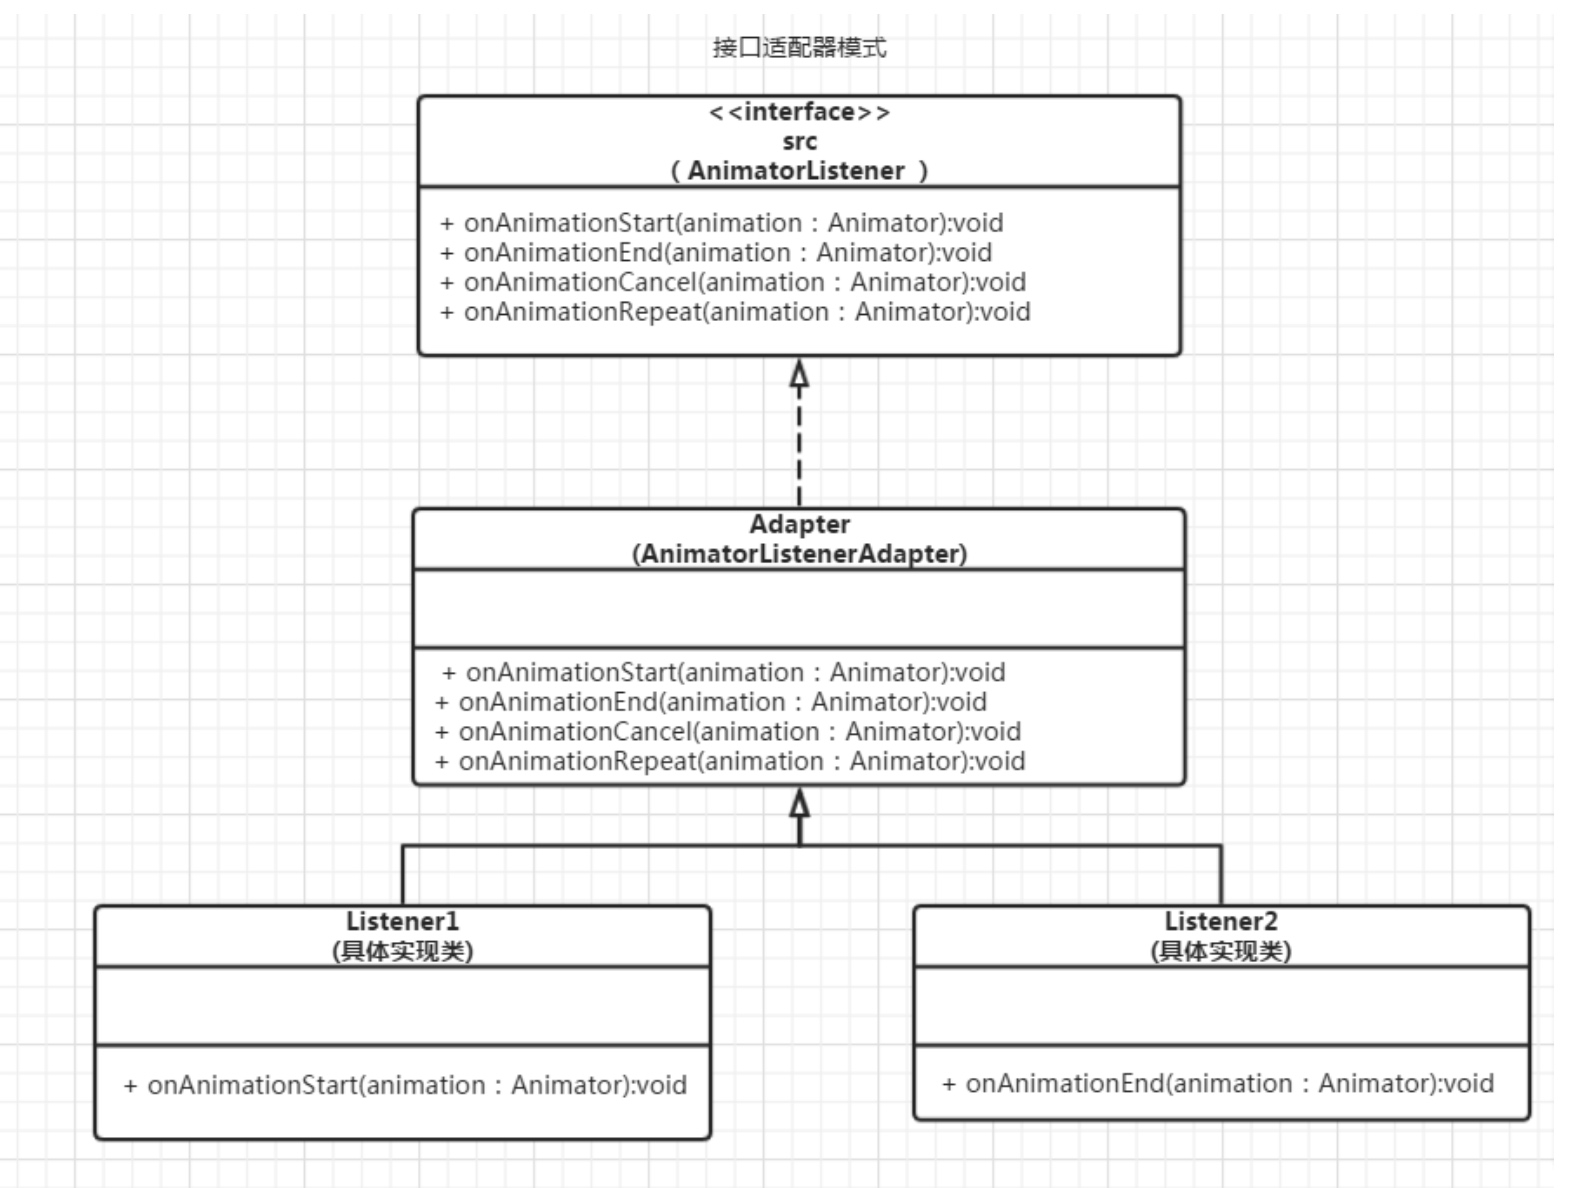 接口适配器模式
<<interface>>
src
( AnimatorListener )
+ onAnimationStart(animation : Animator):void
+ onAnimationEnd(animation : Animator):void
+ onAnimationCancel(animation : Animator):void
+ onAnimationRepeat(animation : Animator):void
Adapter
(AnimatorListenerAdapter)
+ onAnimationStart(animation : Animator):void
+ onAnimationEnd(animation : Animator):void
+ onAnimationCancel(animation : Animator):void
+ onAnimationRepeat(animation : Animator):void
Listener1
(具体实现类)
+ onAnimationStart(animation : Animator):void
Listener2
(具体实现类)
+ onAnimationEnd(animation : Animator):void